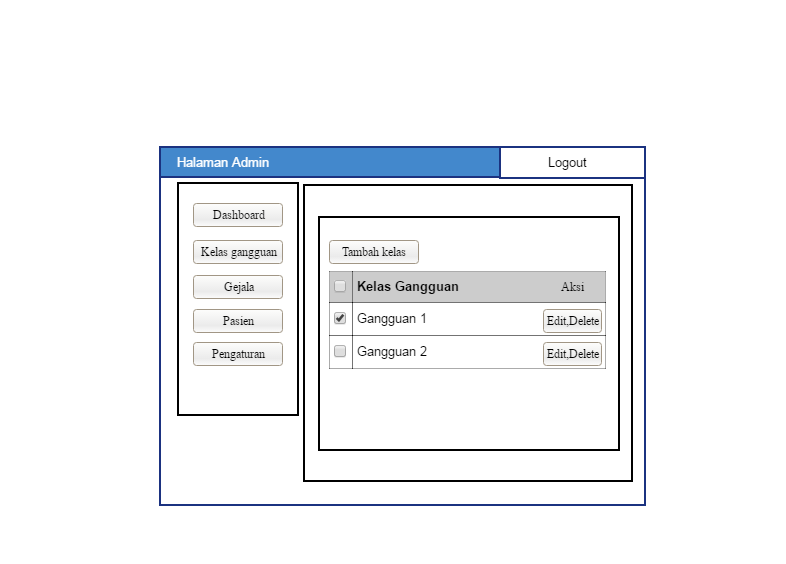 Halaman Admin
Logout
Dashboard
Kelas gangguan
Gejala
Pasien
Pengaturan
Tambah kelas
Kelas Gangguan Aksi
Gangguan 1 Edit,Delete
Gangguan 2 Edit,Delete